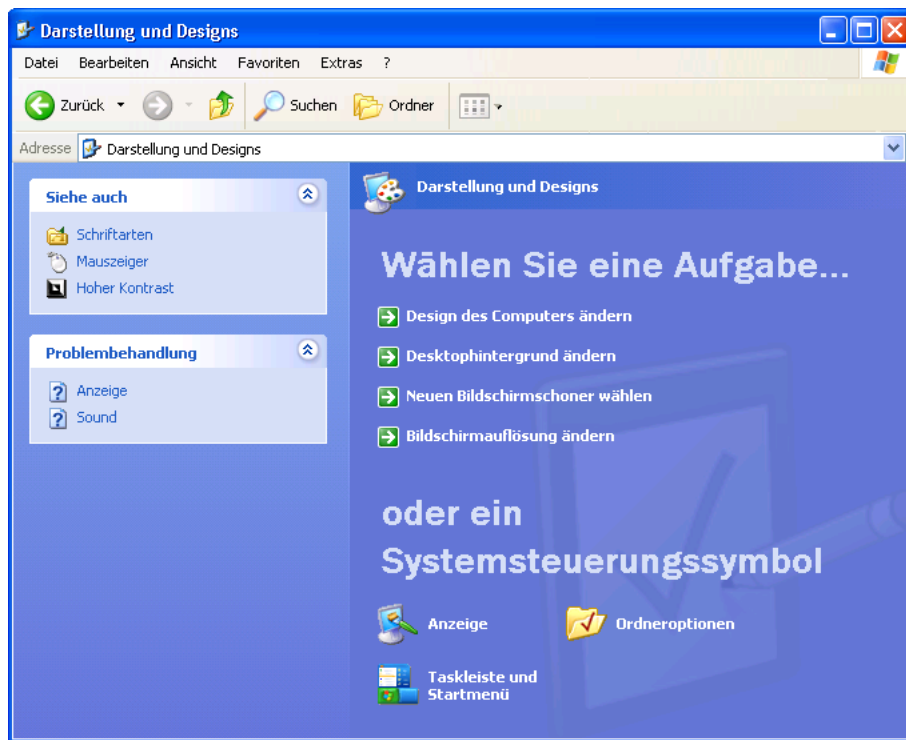 Darstellung und Designs
Datei Bearbeiten Ansicht Favoriten Extras ?
Zurück Suchen Ordner
Adresse Darstellung und Designs
Siehe auch
Schriftarten
Mauszeiger
Hoher Kontrast
Problembehandlung
Anzeige
Sound
Darstellung und Designs
Wählen Sie eine Aufgabe...
Design des Computers ändern
Desktophintergrund ändern
Neuen Bildschirmschoner wählen
Bildschirmauflösung ändern
oder ein
Systemsteuerungssymbol
Anzeige
Ordneroptionen
Taskleiste und
Startmenü